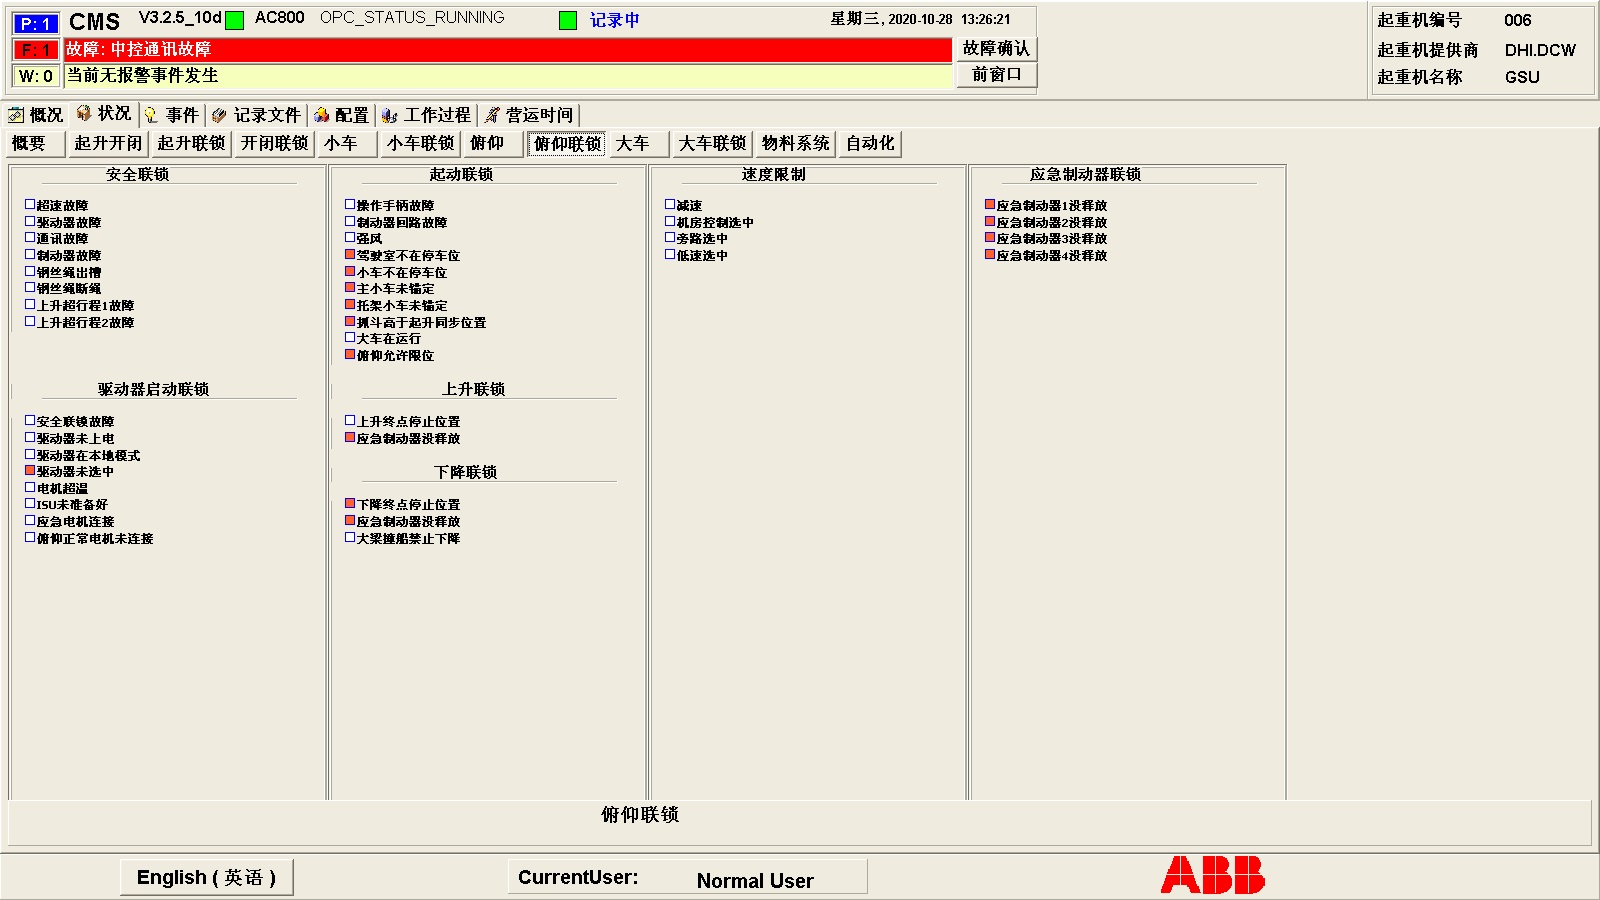 P: 1 CMS V3.2.5_10d AC800 OPC_STATUS_RUNNING 记录中 星期三, 2020-10-28 13:26:21
F: 1 故障: 中控通讯故障 故障确认
W: 0 当前无报警事件发生 前窗口
起重机编号 006
起重机提供商 DHI.DCW
起重机名称 GSU
概况 状况 事件 记录文件 配置 工作过程 营运时间
概要 起升开闭 起升联锁 开闭联锁 小车 小车联锁 俯仰 俯仰联锁 大车 大车联锁 物料系统 自动化
安全联锁
超速故障
驱动器故障
通讯故障
制动器故障
钢丝绳出槽
钢丝绳断绳
上升超行程1故障
上升超行程2故障
驱动器启动联锁
安全联锁故障
驱动器未上电
驱动器在本地模式
驱动器未选中
电机超温
ISU未准备好
应急电机连接
俯仰正常电机未连接
起动联锁
操作手柄故障
制动器回路故障
强风
驾驶室不在停车位
小车不在停车位
主小车未锚定
托架小车未锚定
抓斗高于起升同步位置
大车在运行
俯仰允许限位
上升联锁
上升终点停止位置
应急制动器没释放
下降联锁
下降终点停止位置
应急制动器没释放
大梁撞船禁止下降
速度限制
减速
机房控制选中
旁路选中
低速选中
应急制动器联锁
应急制动器1没释放
应急制动器2没释放
应急制动器3没释放
应急制动器4没释放
俯仰联锁
English ( 英语 ) CurrentUser: Normal User ABB